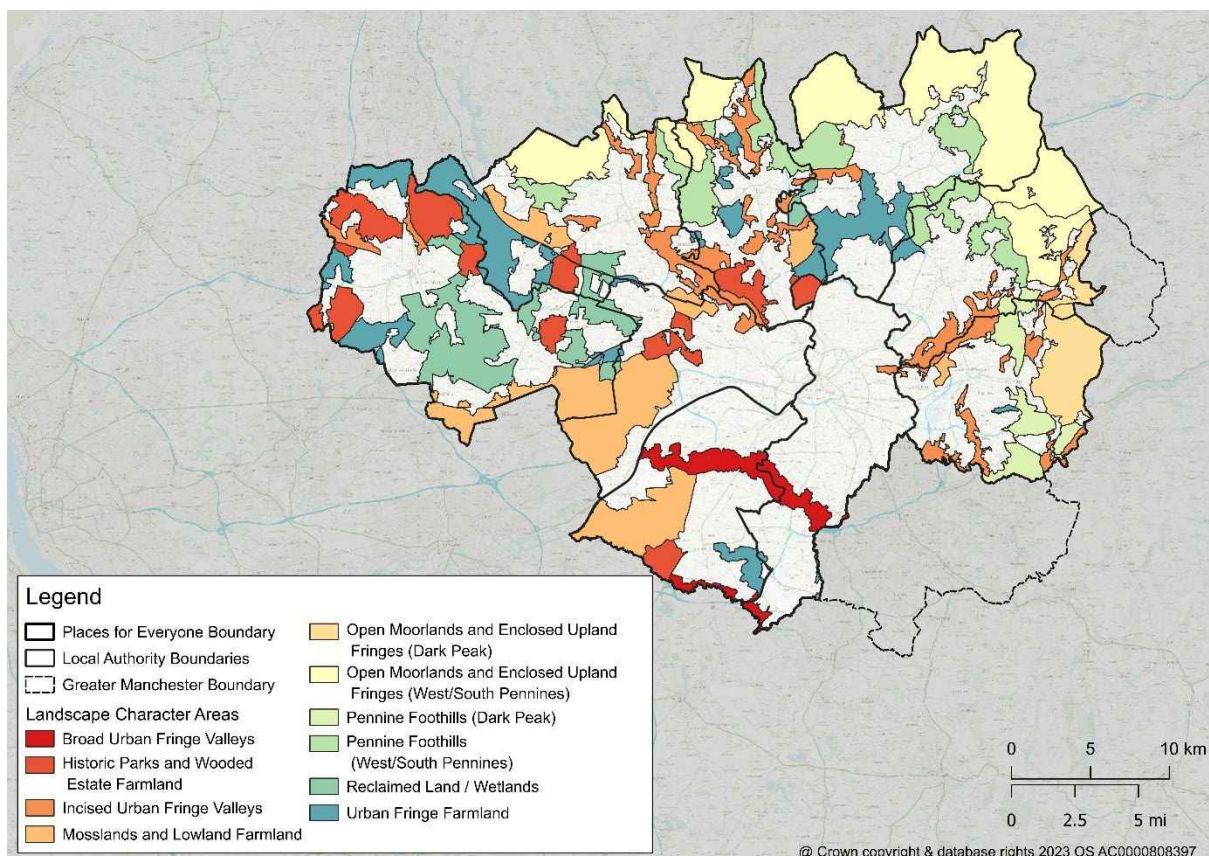 Legend
Places for Everyone Boundary
Local Authority Boundaries
Greater Manchester Boundary
Landscape Character Areas
Broad Urban Fringe Valleys
Historic Parks and Wooded
Estate Farmland
Incised Urban Fringe Valleys
Mosslands and Lowland Farmland
Open Moorlands and Enclosed Upland
Fringes (Dark Peak)
Open Moorlands and Enclosed Upland
Fringes (West/South Pennines)
Pennine Foothills (Dark Peak)
Pennine Foothills
(West/South Pennines)
Reclaimed Land / Wetlands
Urban Fringe Farmland
0 5 10 km
0 2.5 5 mi
@ Crown copyright & database rights 2023 OS AC0000808397